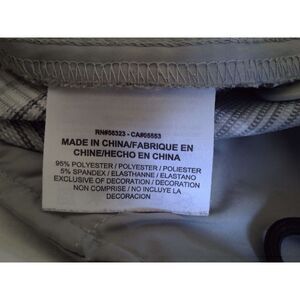 RN#56323 - CA#05553
MADE IN CHINA/FABRIQUE EN
CHINE/HECHO EN CHINA
95% POLYESTER / POLYESTER / POLIESTER
5% SPANDEX / ELASTHANNE / ELASTANO
EXCLUSIVE OF DECORATION / DECORATION
NON COMPRISE / NO INCLUYE LA
DECORACION